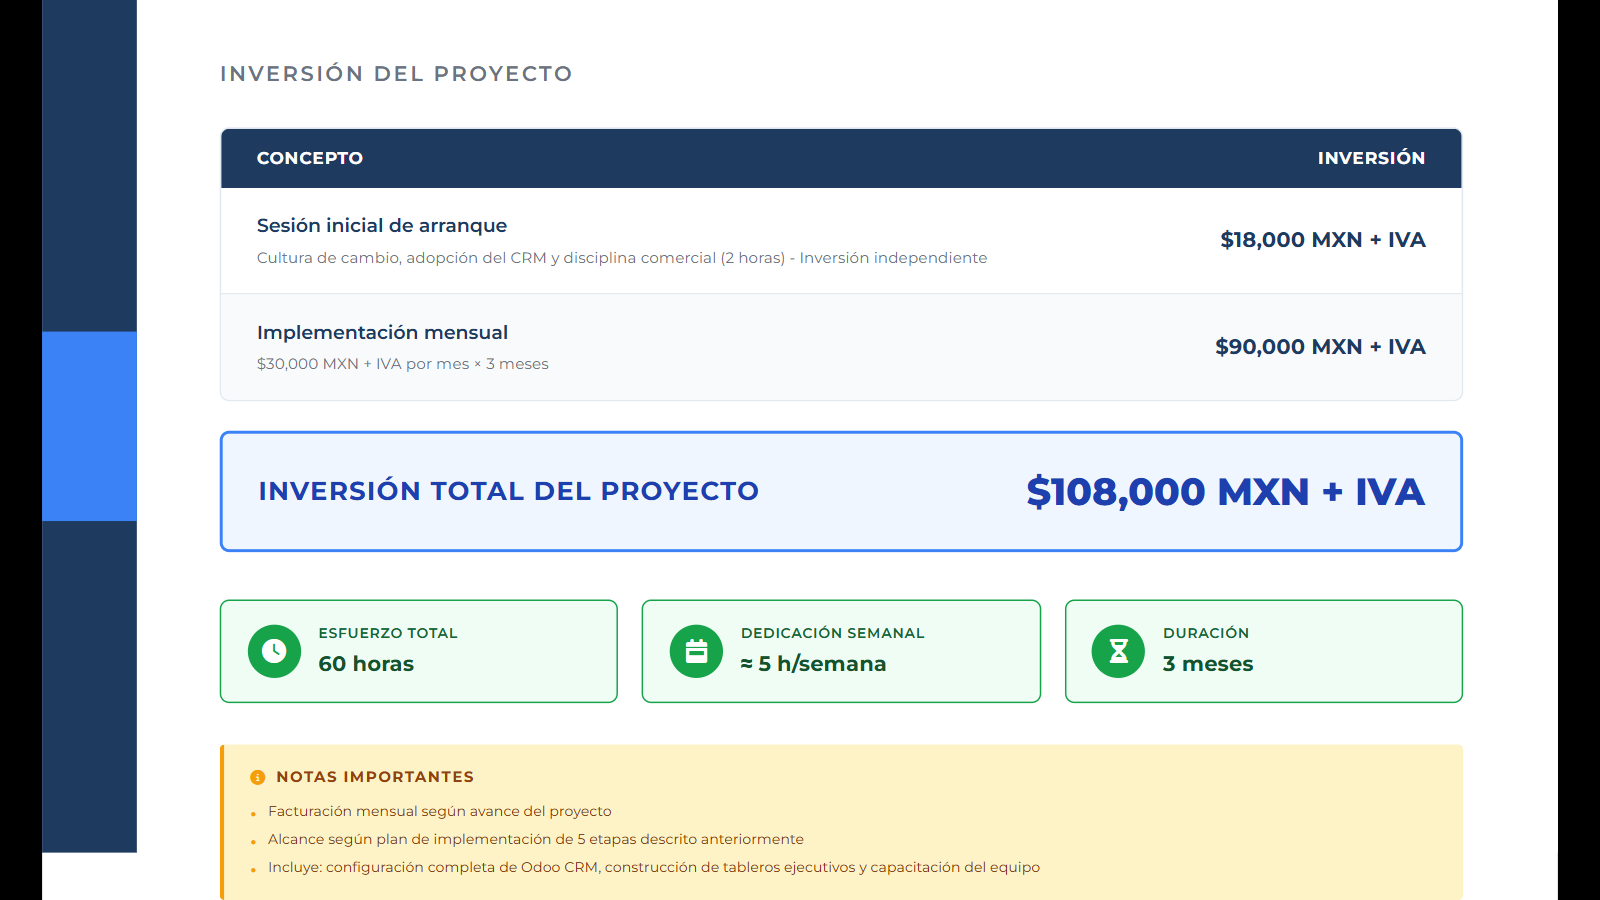 INVERSIÓN DEL PROYECTO
CONCEPTO
INVERSIÓN
Sesión inicial de arranque
Cultura de cambio, adopción del CRM y disciplina comercial (2 horas) - Inversión independiente
$18,000 MXN + IVA
Implementación mensual
$30,000 MXN + IVA por mes × 3 meses
$90,000 MXN + IVA
INVERSIÓN TOTAL DEL PROYECTO
$108,000 MXN + IVA
ESFUERZO TOTAL
60 horas
DEDICACIÓN SEMANAL
≈ 5 h/semana
DURACIÓN
3 meses
NOTAS IMPORTANTES
• Facturación mensual según avance del proyecto
• Alcance según plan de implementación de 5 etapas descrito anteriormente
• Incluye: configuración completa de Odoo CRM, construcción de tableros ejecutivos y capacitación del equipo